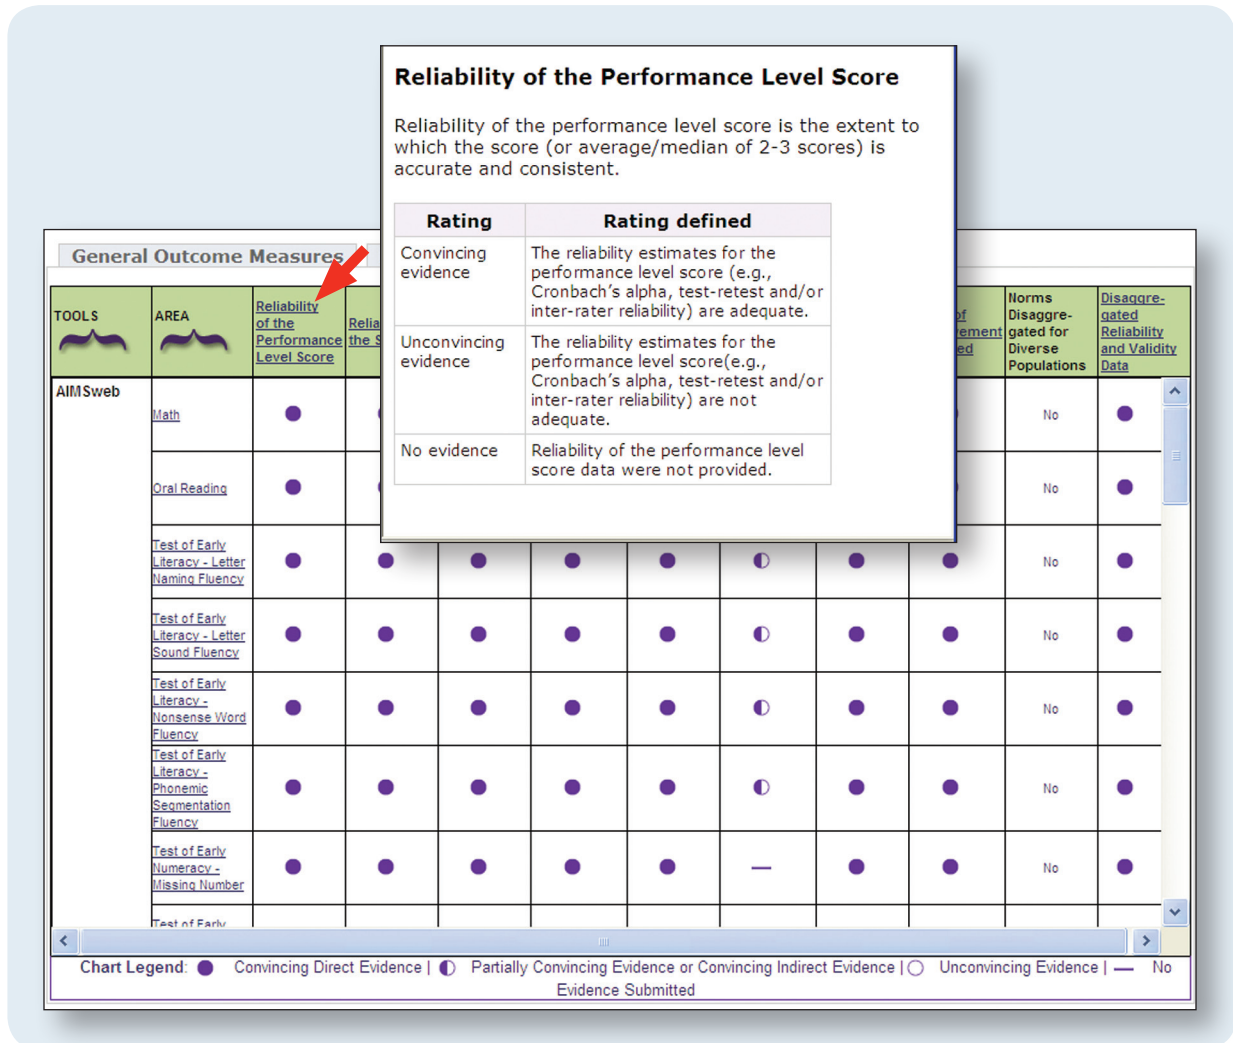 Reliability of the Performance Level Score
Reliability of the performance level score is the extent to
which the score (or average/median of 2-3 scores) is
accurate and consistent.
Rating
Rating defined
Convincing
evidence
The reliability estimates for the
performance level score (e.g.,
Cronbach's alpha, test-retest and/or
inter-rater reliability) are adequate.
Unconvincing
evidence
The reliability estimates for the
performance level score(e.g.,
Cronbach's alpha, test-retest and/or
inter-rater reliability) are not
adequate.
No evidence
Reliability of the performance level
score data were not provided.
General Outcome Measures
TOOLS
AREA
Reliability
of the
Performance
Level Score
the
Norms
Disaggre-
gated for
Diverse
Populations
Disaggre-
gated
Reliability
and Validity
Data
AIMSweb
Math
No
Oral Reading
No
Test of Early
Literacy - Letter
Naming Fluency
No
Test of Early
Literacy - Letter
Sound Fluency
No
Test of Early
Literacy -
Nonsense Word
Fluency
No
Test of Early
Literacy -
Phonemic
Segmentation
Fluency
No
Test of Early
Numeracy -
Missing Number
No
Test of Early
Chart Legend: Convincing Direct Evidence | Partially Convincing Evidence or Convincing Indirect Evidence | Unconvincing Evidence | No
Evidence Submitted